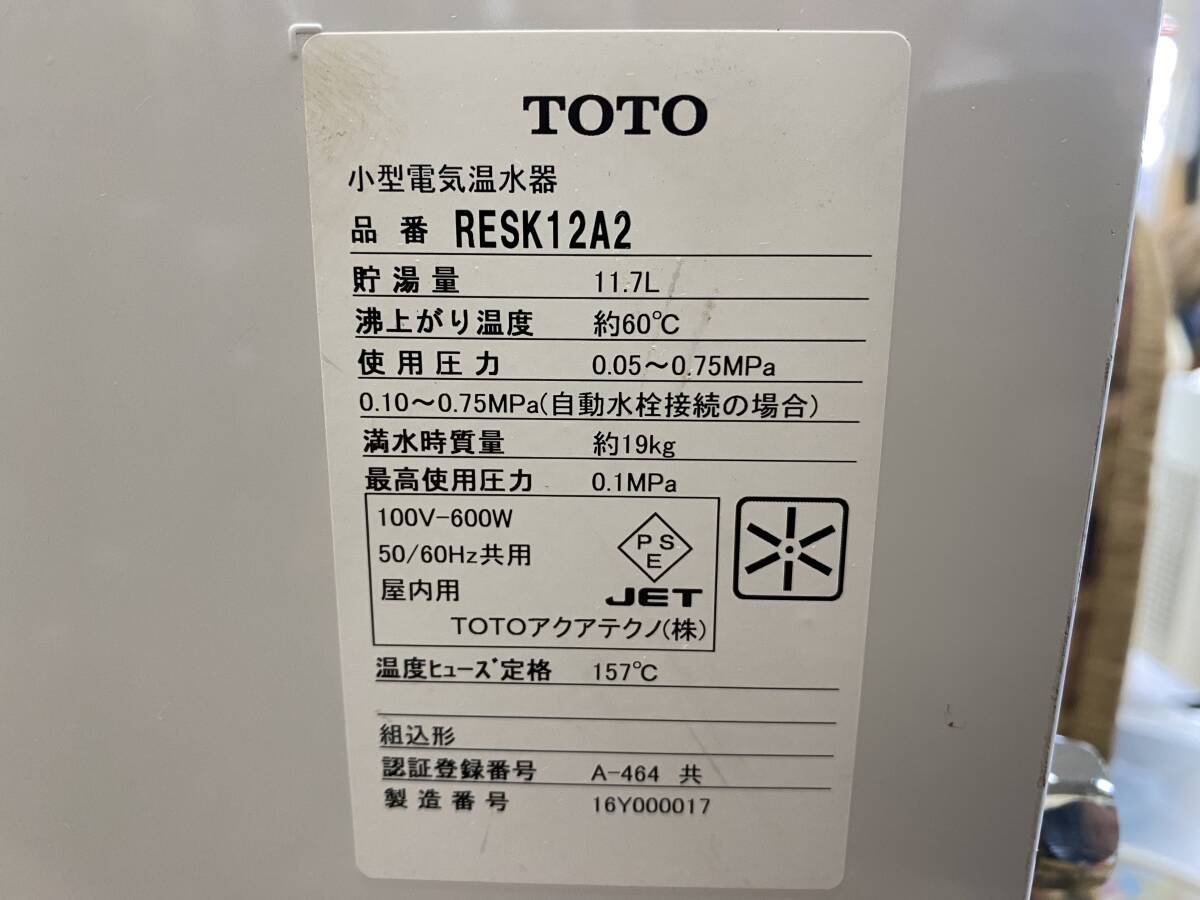 TOTO
小型電気温水器
品番 RESK12A2
貯湯量 11.7L
沸上がり温度 約60℃
使用圧力 0.05～0.75MPa
0.10～0.75MPa(自動水栓接続の場合)
満水時質量 約19kg
最高使用圧力 0.1MPa
100V-600W
50/60Hz共用
屋内用
PSE
JET
TOTOアクアテクノ(株)
温度ﾋｭｰｽﾞ定格 157℃
組込形
認証登録番号 A-464 共
製造番号 16Y000017